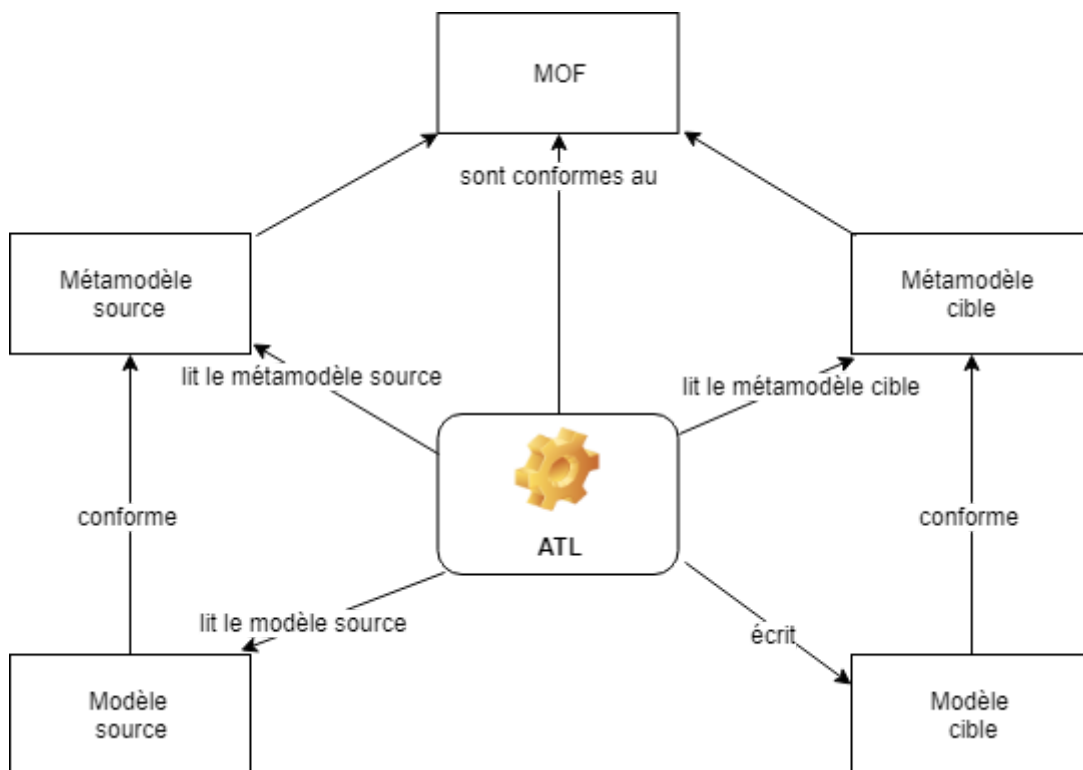 MOF
sont conformes au
Métamodèle
source
Métamodèle
cible
lit le métamodèle source
lit le métamodèle cible
conforme
ATL
conforme
lit le modèle source
écrit
Modèle
source
Modèle
cible